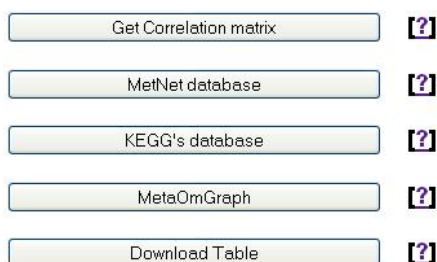 Get Correlation matrix [?]
MetNet database [?]
KEGG's database [?]
MetaOmGraph [?]
Download Table [?]